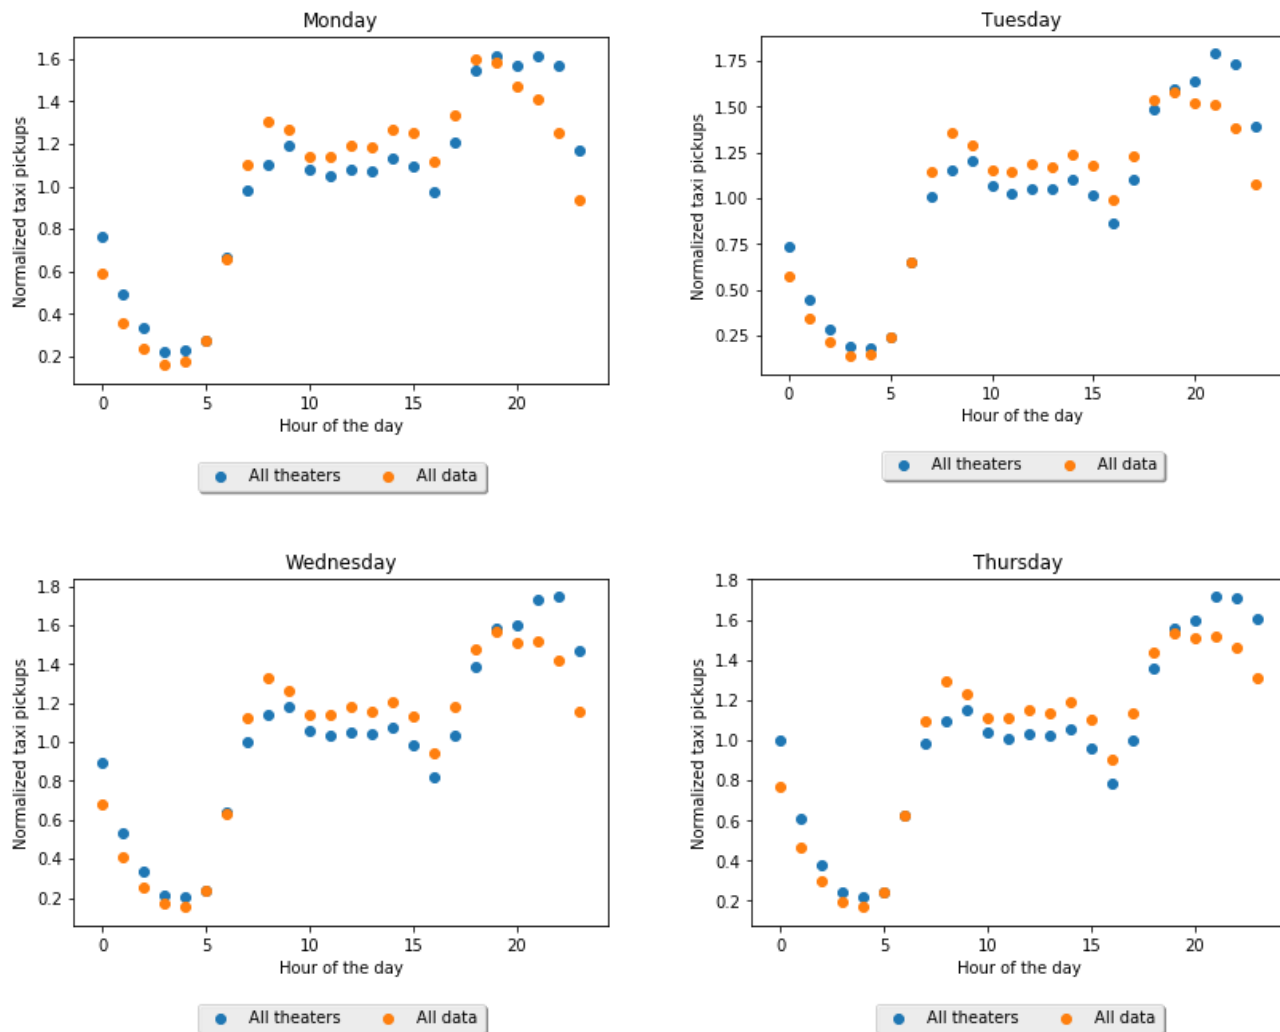 Monday
Normalized taxi pickups
1.6
1.4
1.2
1.0
0.8
0.6
0.4
0.2
0 5 10 15 20
Hour of the day
All theaters All data
Tuesday
Normalized taxi pickups
1.75
1.50
1.25
1.00
0.75
0.50
0.25
0 5 10 15 20
Hour of the day
All theaters All data
Wednesday
Normalized taxi pickups
1.8
1.6
1.4
1.2
1.0
0.8
0.6
0.4
0.2
0 5 10 15 20
Hour of the day
All theaters All data
Thursday
Normalized taxi pickups
1.8
1.6
1.4
1.2
1.0
0.8
0.6
0.4
0.2
0 5 10 15 20
Hour of the day
All theaters All data